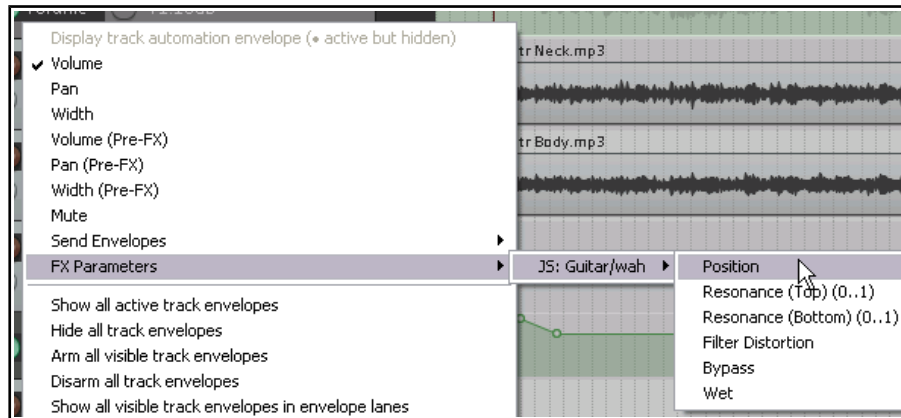 Display track automation envelope (• active but hidden)
Volume
Pan
Width
Volume (Pre-FX)
Pan (Pre-FX)
Width (Pre-FX)
Mute
Send Envelopes
FX Parameters
Show all active track envelopes
Hide all track envelopes
Arm all visible track envelopes
Disarm all track envelopes
Show all visible track envelopes in envelope lanes
JS: Guitar/wah
Position
Resonance (Top) (0..1)
Resonance (Bottom) (0..1)
Filter Distortion
Bypass
Wet
tr Neck.mp3
tr Body.mp3